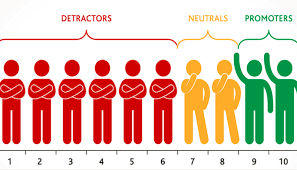 DETRACTORS NEUTRALS PROMOTERS
1 2 3 4 5 6 7 8 9 10